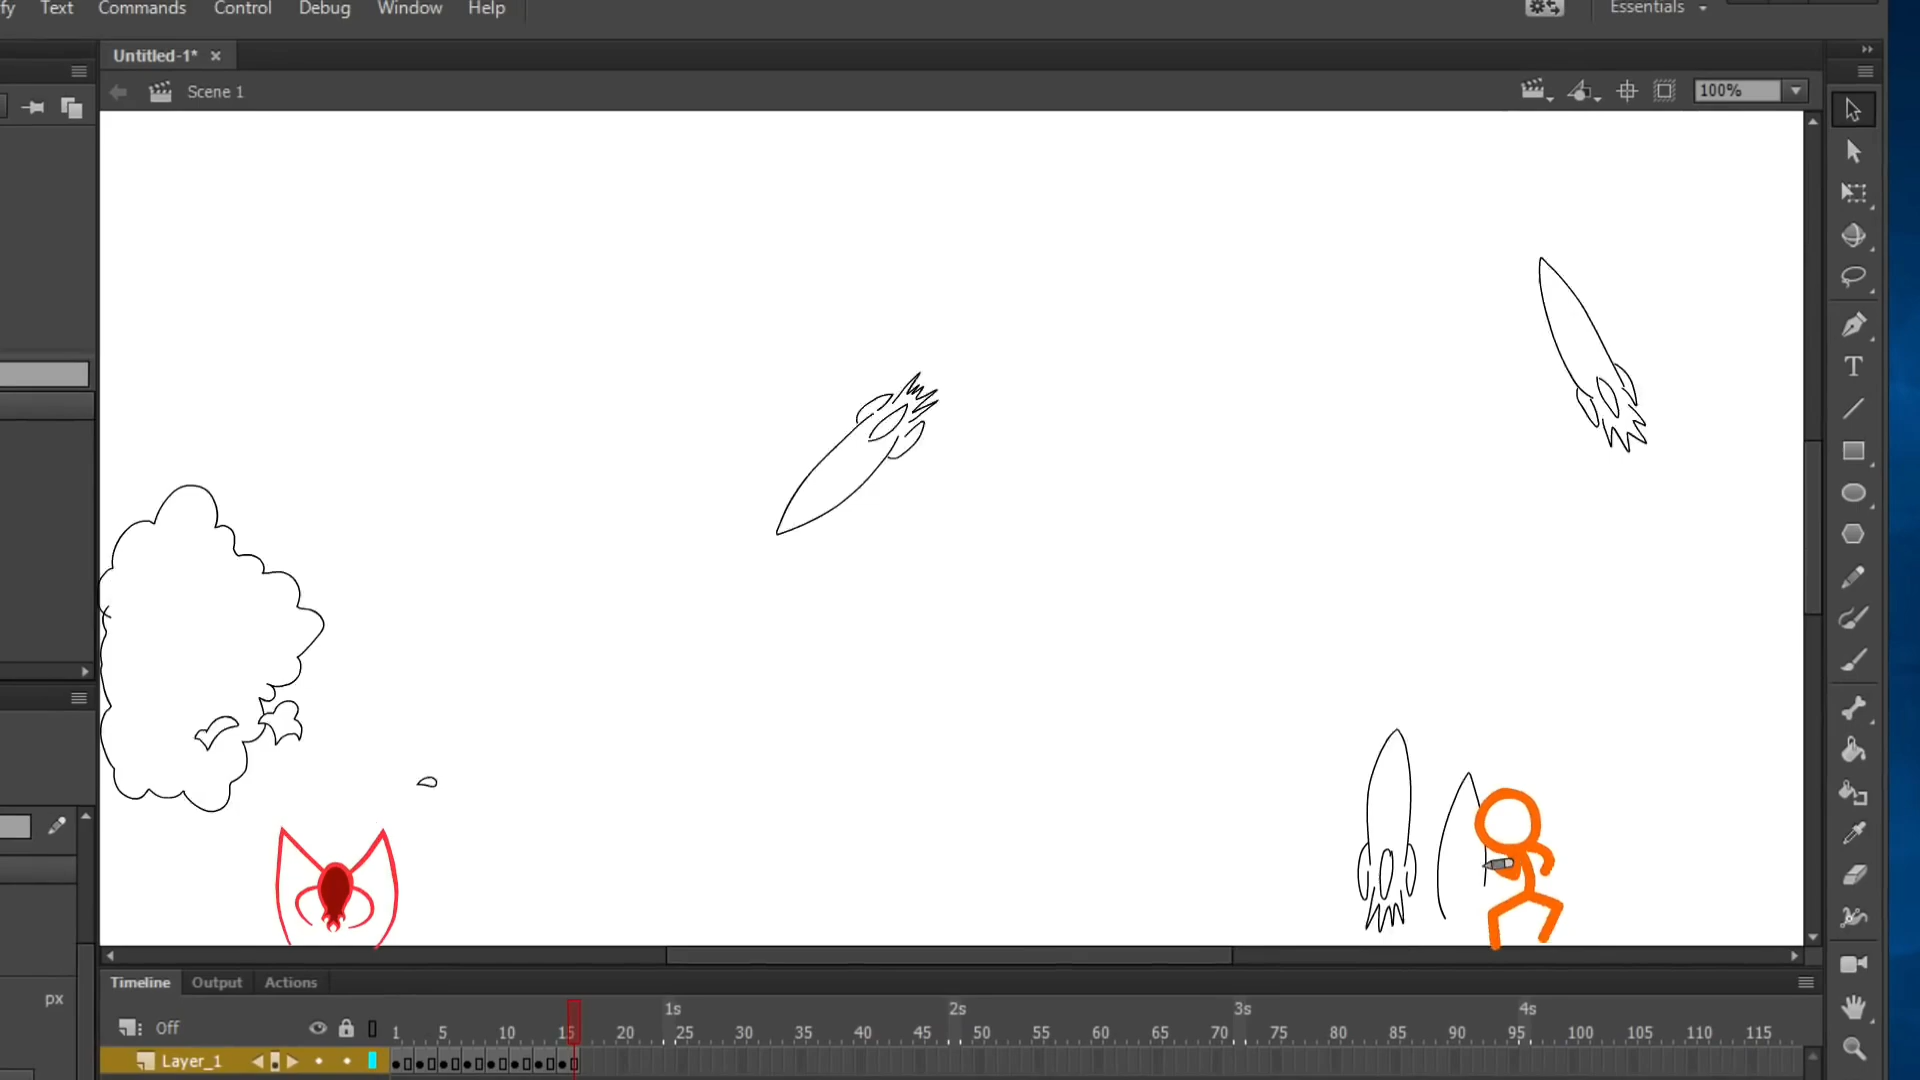 fy Text Commands Control Debug Window Help
Essentials
Untitled-1* ×
Scene 1
100%
T
px
Timeline Output Actions
1s 2s 3s 4s
Off 1 5 10 15 20 25 30 35 40 45 50 55 60 65 70 75 80 85 90 95 100 105 110 115
Layer_1